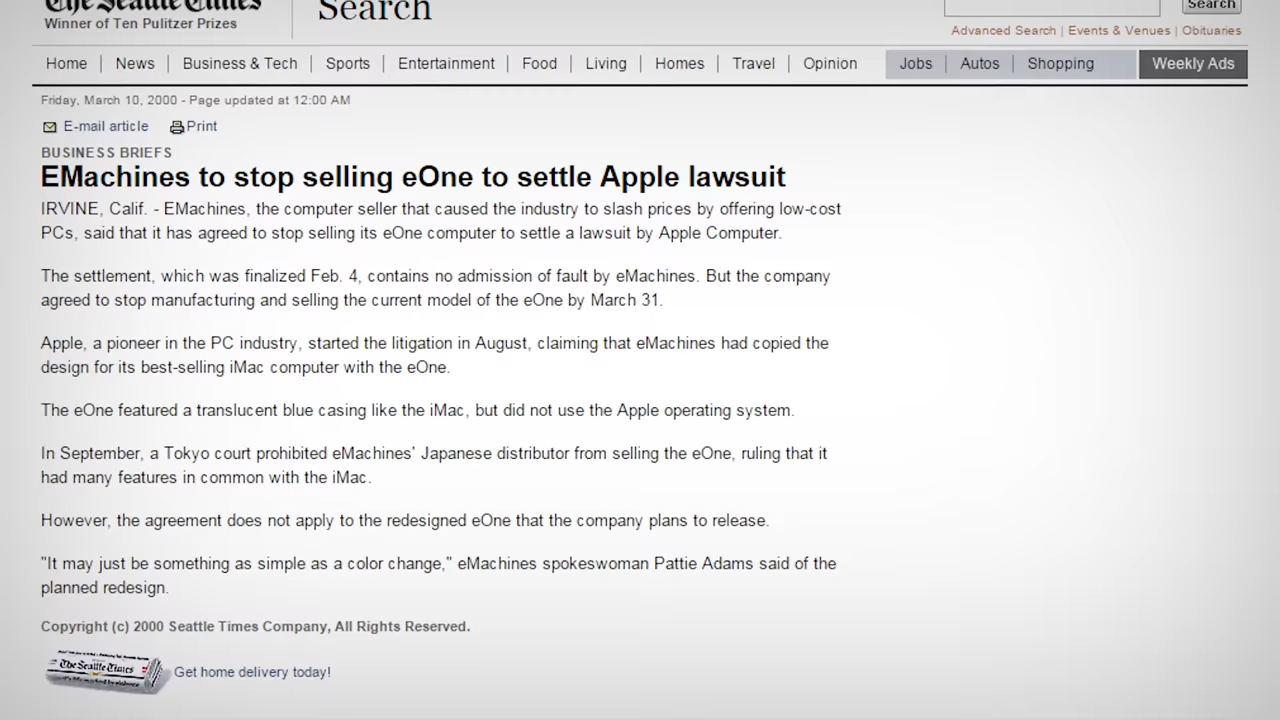 The Seattle Times
Search
Search
Winner of Ten Pulitzer Prizes
Advanced Search | Events & Venues | Obituaries
Home | News | Business & Tech | Sports | Entertainment | Food | Living | Homes | Travel | Opinion Jobs | Autos | Shopping Weekly Ads
Friday, March 10, 2000 - Page updated at 12:00 AM
E-mail article Print
BUSINESS BRIEFS
EMachines to stop selling eOne to settle Apple lawsuit
IRVINE, Calif. - EMachines, the computer seller that caused the industry to slash prices by offering low-cost
PCs, said that it has agreed to stop selling its eOne computer to settle a lawsuit by Apple Computer.
The settlement, which was finalized Feb. 4, contains no admission of fault by eMachines. But the company
agreed to stop manufacturing and selling the current model of the eOne by March 31.
Apple, a pioneer in the PC industry, started the litigation in August, claiming that eMachines had copied the
design for its best-selling iMac computer with the eOne.
The eOne featured a translucent blue casing like the iMac, but did not use the Apple operating system.
In September, a Tokyo court prohibited eMachines' Japanese distributor from selling the eOne, ruling that it
had many features in common with the iMac.
However, the agreement does not apply to the redesigned eOne that the company plans to release.
"It may just be something as simple as a color change," eMachines spokeswoman Pattie Adams said of the
planned redesign.
Copyright (c) 2000 Seattle Times Company, All Rights Reserved.
The Seattle Times
Get home delivery today!